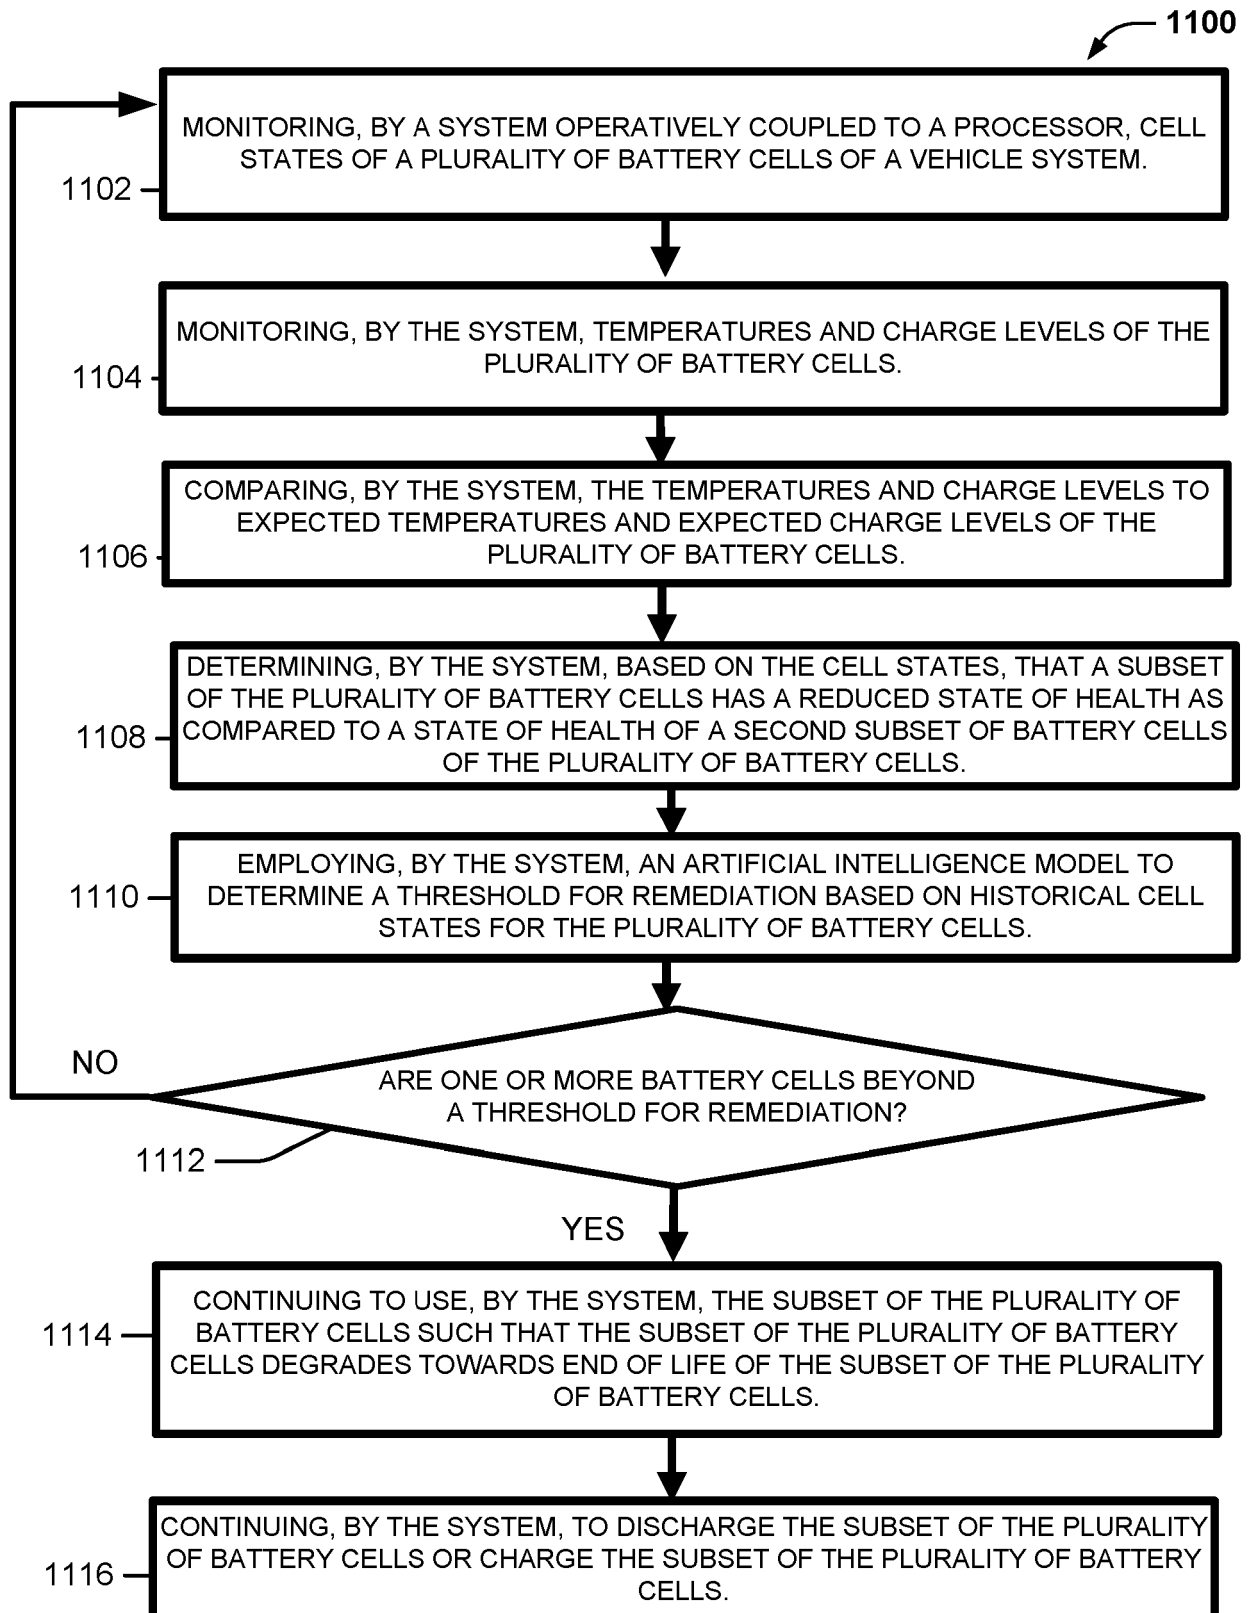 1100
MONITORING, BY A SYSTEM OPERATIVELY COUPLED TO A PROCESSOR, CELL
STATES OF A PLURALITY OF BATTERY CELLS OF A VEHICLE SYSTEM.
1102
MONITORING, BY THE SYSTEM, TEMPERATURES AND CHARGE LEVELS OF THE
PLURALITY OF BATTERY CELLS.
1104
COMPARING, BY THE SYSTEM, THE TEMPERATURES AND CHARGE LEVELS TO
EXPECTED TEMPERATURES AND EXPECTED CHARGE LEVELS OF THE
PLURALITY OF BATTERY CELLS.
1106
DETERMINING, BY THE SYSTEM, BASED ON THE CELL STATES, THAT A SUBSET
OF THE PLURALITY OF BATTERY CELLS HAS A REDUCED STATE OF HEALTH AS
COMPARED TO A STATE OF HEALTH OF A SECOND SUBSET OF BATTERY CELLS
OF THE PLURALITY OF BATTERY CELLS.
1108
EMPLOYING, BY THE SYSTEM, AN ARTIFICIAL INTELLIGENCE MODEL TO
DETERMINE A THRESHOLD FOR REMEDIATION BASED ON HISTORICAL CELL
STATES FOR THE PLURALITY OF BATTERY CELLS.
1110
NO
ARE ONE OR MORE BATTERY CELLS BEYOND
A THRESHOLD FOR REMEDIATION?
1112
YES
CONTINUING TO USE, BY THE SYSTEM, THE SUBSET OF THE PLURALITY OF
BATTERY CELLS SUCH THAT THE SUBSET OF THE PLURALITY OF BATTERY
CELLS DEGRADES TOWARDS END OF LIFE OF THE SUBSET OF THE PLURALITY
OF BATTERY CELLS.
1114
CONTINUING, BY THE SYSTEM, TO DISCHARGE THE SUBSET OF THE PLURALITY
OF BATTERY CELLS OR CHARGE THE SUBSET OF THE PLURALITY OF BATTERY
CELLS.
1116